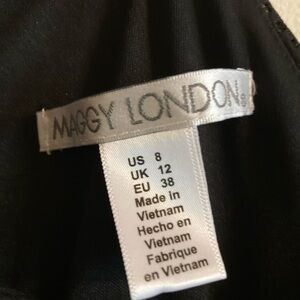 MAGGY LONDON®
US 8
UK 12
EU 38
Made in
Vietnam
Hecho en
Vietnam
Fabrique
en Vietnam